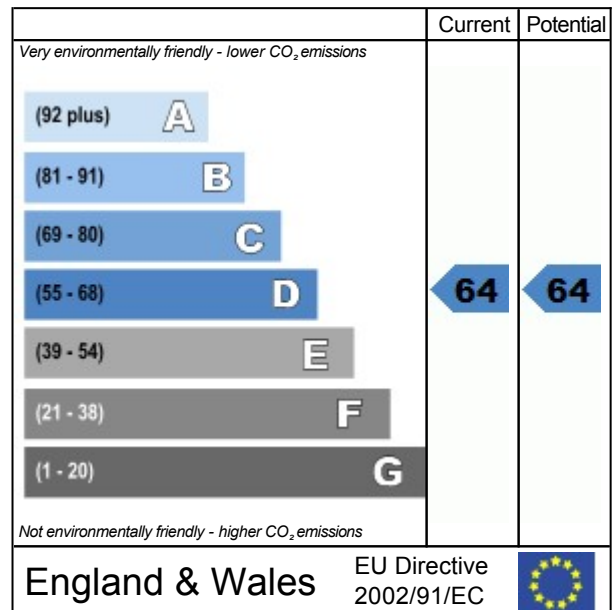 Current Potential
Very environmentally friendly - lower CO₂ emissions
(92 plus) A
(81 - 91) B
(69 - 80) C
(55 - 68) D 64 64
(39 - 54) E
(21 - 38) F
(1 - 20) G
Not environmentally friendly - higher CO₂ emissions
England & Wales
EU Directive
2002/91/EC